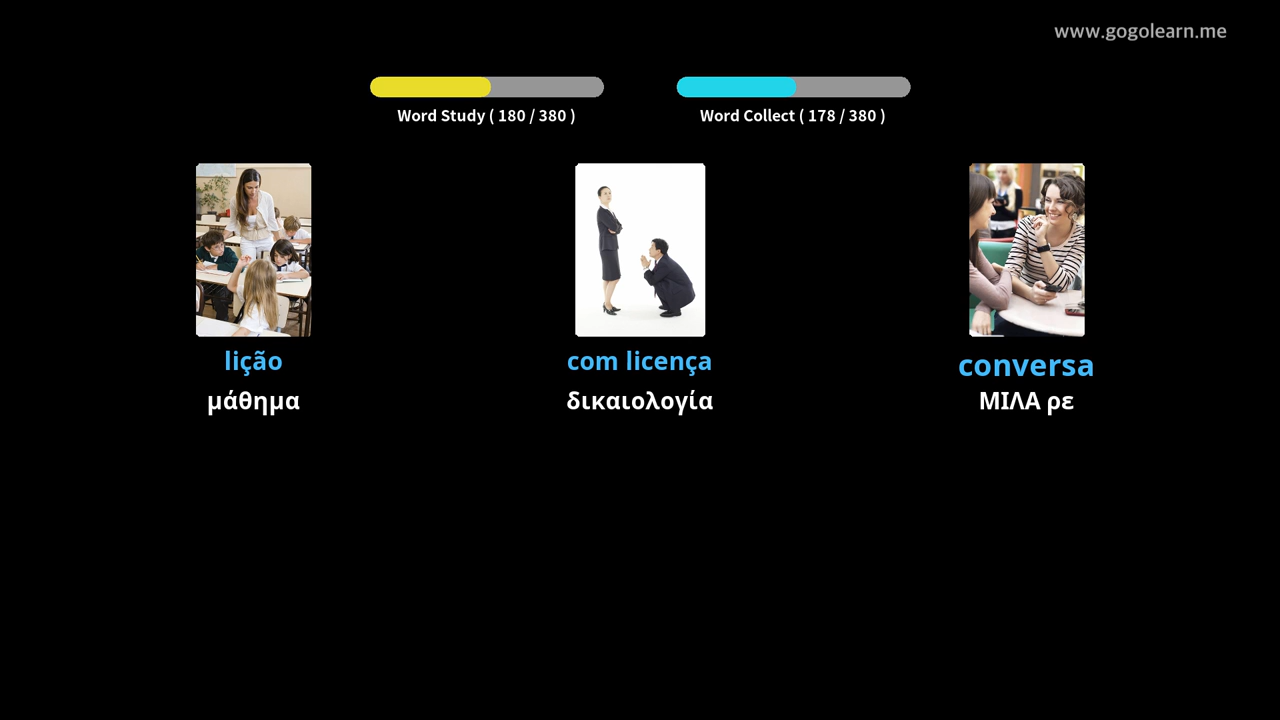 www.gogolearn.me
Word Study ( 180 / 380 )
Word Collect ( 178 / 380 )
lição
com licença
conversa
μάθημα
δικαιολογία
ΜΙΛΑ ρε